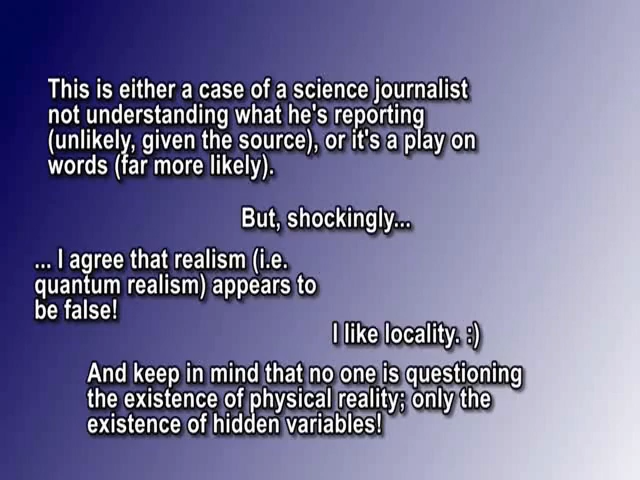 This is either a case of a science journalist
not understanding what he's reporting
(unlikely, given the source), or it's a play on
words (far more likely).
But, shockingly...
... I agree that realism (i.e.
quantum realism) appears to
be false!
I like locality. :)
And keep in mind that no one is questioning
the existence of physical reality; only the
existence of hidden variables!